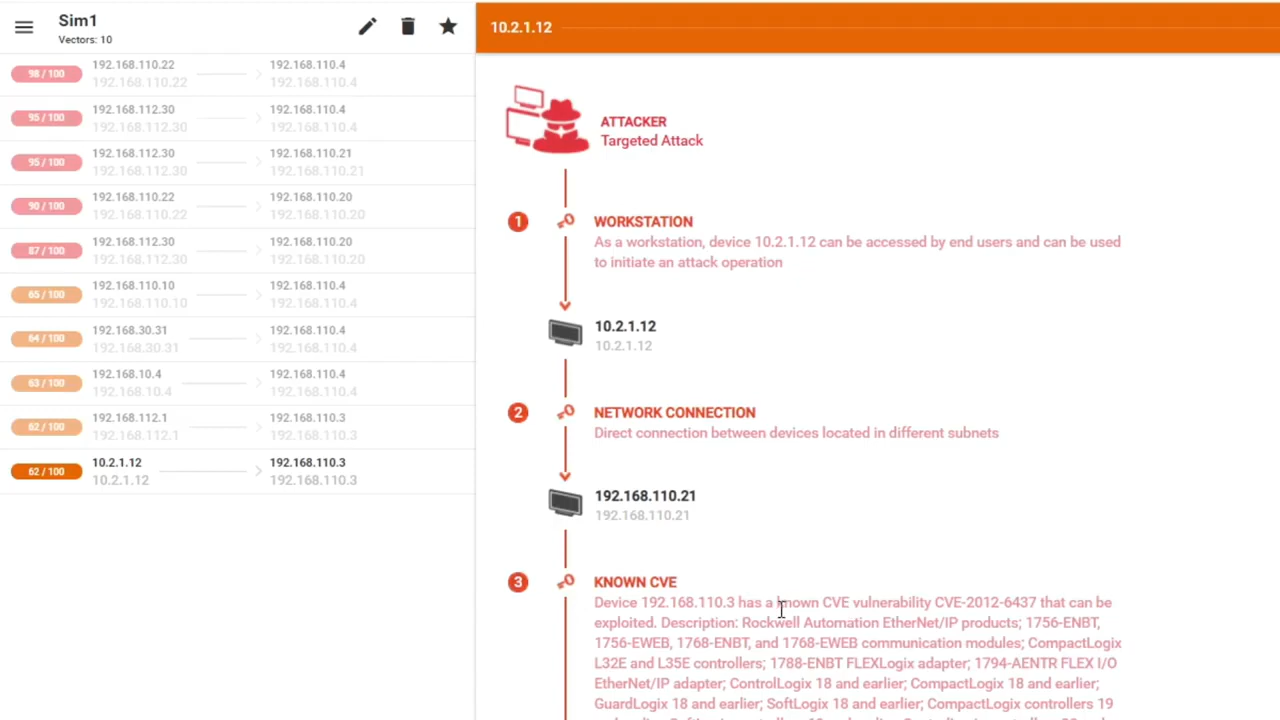 Sim1
Vectors: 10
98 / 100 192.168.110.22 192.168.110.4
192.168.110.22 192.168.110.4
95 / 100 192.168.112.30 192.168.110.4
192.168.112.30 192.168.110.4
95 / 100 192.168.112.30 192.168.110.21
192.168.112.30 192.168.110.21
90 / 100 192.168.110.22 192.168.110.20
192.168.110.22 192.168.110.20
87 / 100 192.168.112.30 192.168.110.20
192.168.112.30 192.168.110.20
65 / 100 192.168.110.10 192.168.110.4
192.168.110.10 192.168.110.4
64 / 100 192.168.30.31 192.168.110.4
192.168.30.31 192.168.110.4
63 / 100 192.168.10.4 192.168.110.4
192.168.10.4 192.168.110.4
62 / 100 192.168.112.1 192.168.110.3
192.168.112.1 192.168.110.3
62 / 100 10.2.1.12 192.168.110.3
10.2.1.12 192.168.110.3
10.2.1.12
ATTACKER
Targeted Attack
1 WORKSTATION
As a workstation, device 10.2.1.12 can be accessed by end users and can be used
to initiate an attack operation
10.2.1.12
10.2.1.12
2 NETWORK CONNECTION
Direct connection between devices located in different subnets
192.168.110.21
192.168.110.21
3 KNOWN CVE
Device 192.168.110.3 has a known CVE vulnerability CVE-2012-6437 that can be
exploited. Description: Rockwell Automation EtherNet/IP products; 1756-ENBT,
1756-EWEB, 1768-ENBT, and 1768-EWEB communication modules; CompactLogix
L32E and L35E controllers; 1788-ENBT FLEXLogix adapter; 1794-AENTR FLEX I/O
EtherNet/IP adapter; ControlLogix 18 and earlier; CompactLogix 18 and earlier;
GuardLogix 18 and earlier; SoftLogix 18 and earlier; CompactLogix controllers 19